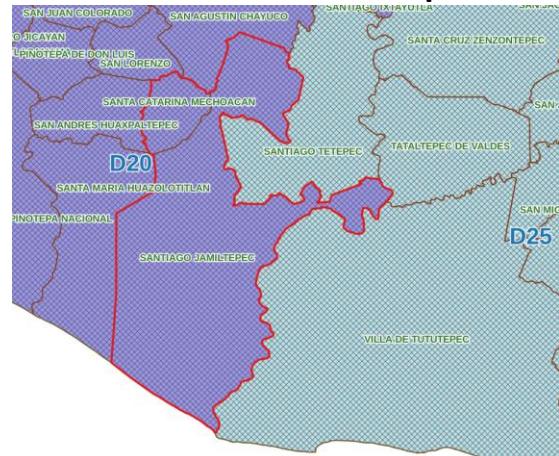 SAN JUAN COLORADO
SAN AGUSTIN CHAYUCO
SANTIAGO IXTAYUTLA
O JICAYAN
PINOTEPA DE DON LUIS
SAN LORENZO
SANTA CRUZ ZENZONTEPEC
SANTA CATARINA MECHOACAN
SAN ANDRES HUAXPALTEPEC
SANTIAGO TETEPEC
TATALTEPEC DE VALDES
D20
SANTA MARIA HUAZOLOTITLAN
PINOTEPA NACIONAL
SAN MIG
D25
SANTIAGO JAMILTEPEC
VILLA DE TUTUTEPEC